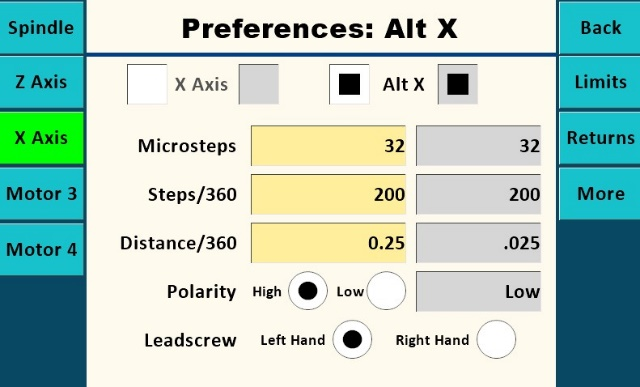 Spindle
Z Axis
X Axis
Motor 3
Motor 4
Preferences: Alt X
X Axis Alt X
Microsteps 32 32
Steps/360 200 200
Distance/360 0.25 .025
Polarity High Low Low
Leadscrew Left Hand Right Hand
Back
Limits
Returns
More